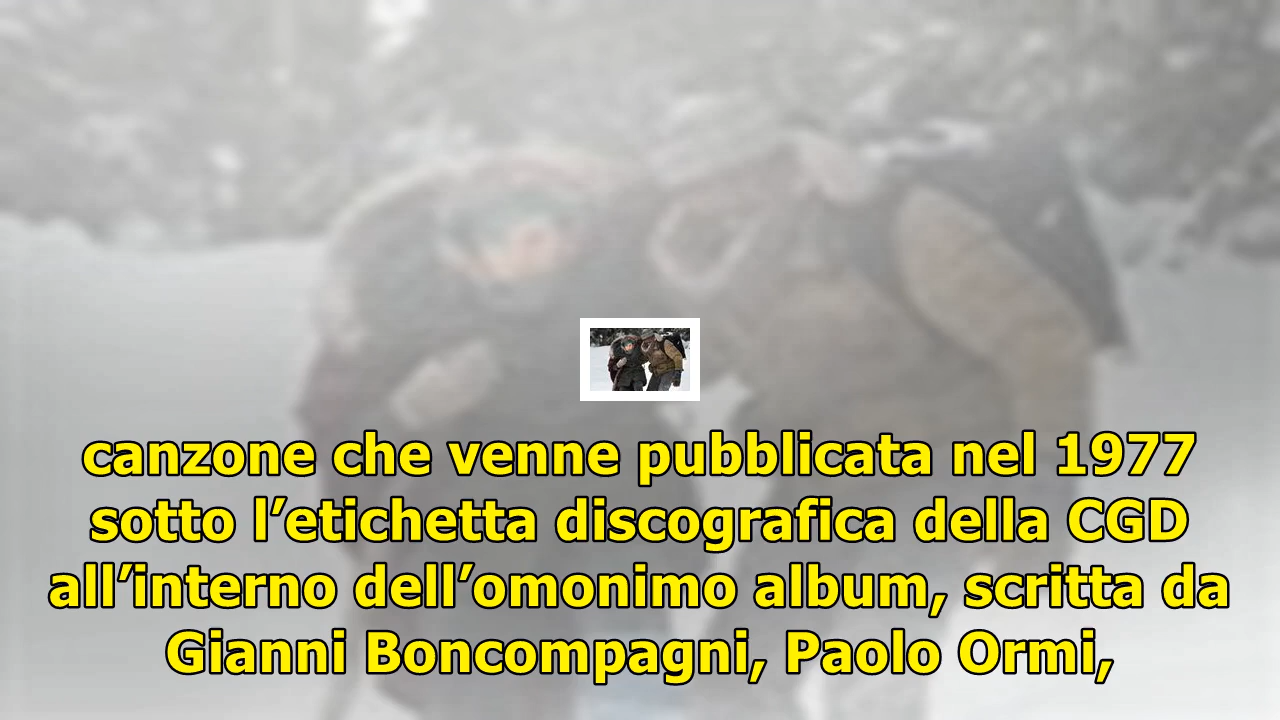 canzone che venne pubblicata nel 1977
sotto l’etichetta discografica della CGD
all’interno dell’omonimo album, scritta da
Gianni Boncompagni, Paolo Ormi,